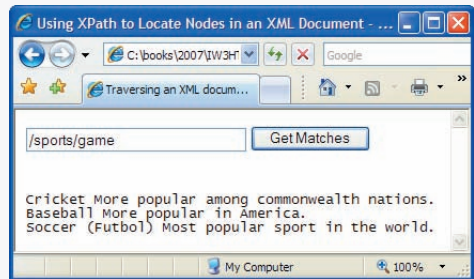 Using XPath to Locate Nodes in an XML Document - ...
C:\books\2007\IW3HT
Google
Traversing an XML docum...
/sports/game
Get Matches
Cricket More popular among commonwealth nations.
Baseball More popular in America.
Soccer (Futbol) Most popular sport in the world.
My Computer
100%